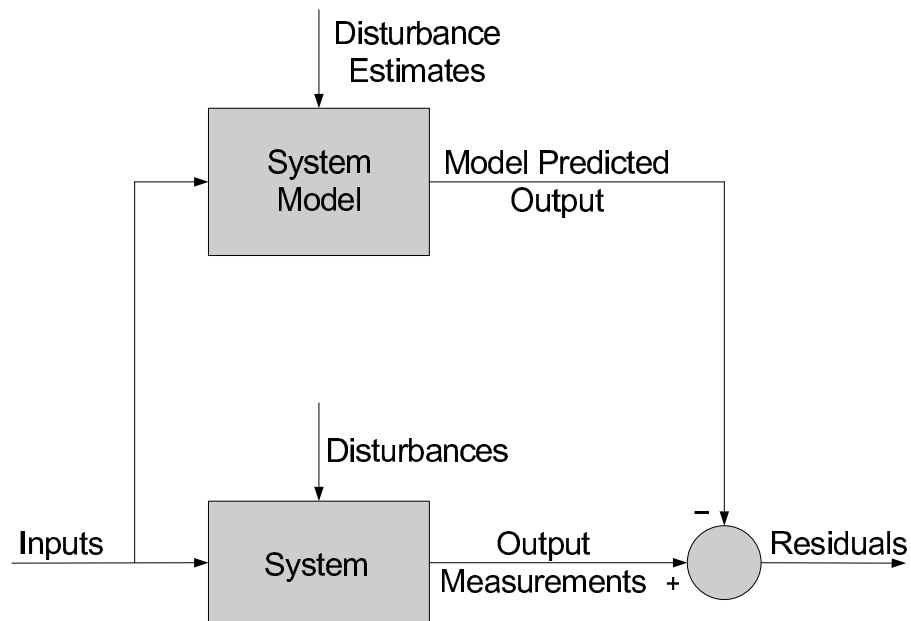 Disturbance
Estimates
System
Model
Model Predicted
Output
Disturbances
−
Inputs
System
Output
Measurements
+
Residuals